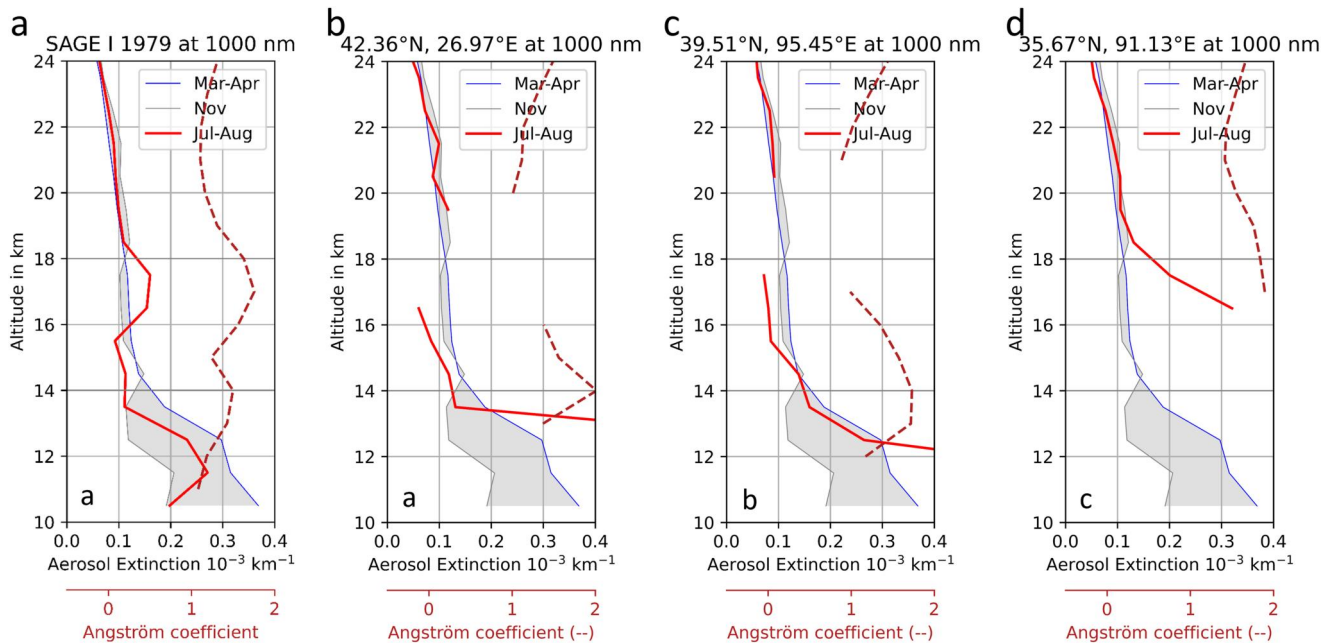 a
SAGE I 1979 at 1000 nm
24
22
20
18
16
14
12
10
Altitude in km
Mar-Apr
Nov
Jul-Aug
a
0.0 0.1 0.2 0.3 0.4
Aerosol Extinction 10⁻³ km⁻¹
0 1 2
Angström coefficient
b
42.36°N, 26.97°E at 1000 nm
24
22
20
18
16
14
12
10
Altitude in km
Mar-Apr
Nov
Jul-Aug
a
0.0 0.1 0.2 0.3 0.4
Aerosol Extinction 10⁻³ km⁻¹
0 1 2
Angström coefficient (--)
c
39.51°N, 95.45°E at 1000 nm
24
22
20
18
16
14
12
10
Altitude in km
Mar-Apr
Nov
Jul-Aug
b
0.0 0.1 0.2 0.3 0.4
Aerosol Extinction 10⁻³ km⁻¹
0 1 2
Angström coefficient (--)
d
35.67°N, 91.13°E at 1000 nm
24
22
20
18
16
14
12
10
Altitude in km
Mar-Apr
Nov
Jul-Aug
c
0.0 0.1 0.2 0.3 0.4
Aerosol Extinction 10⁻³ km⁻¹
0 1 2
Angström coefficient (--)